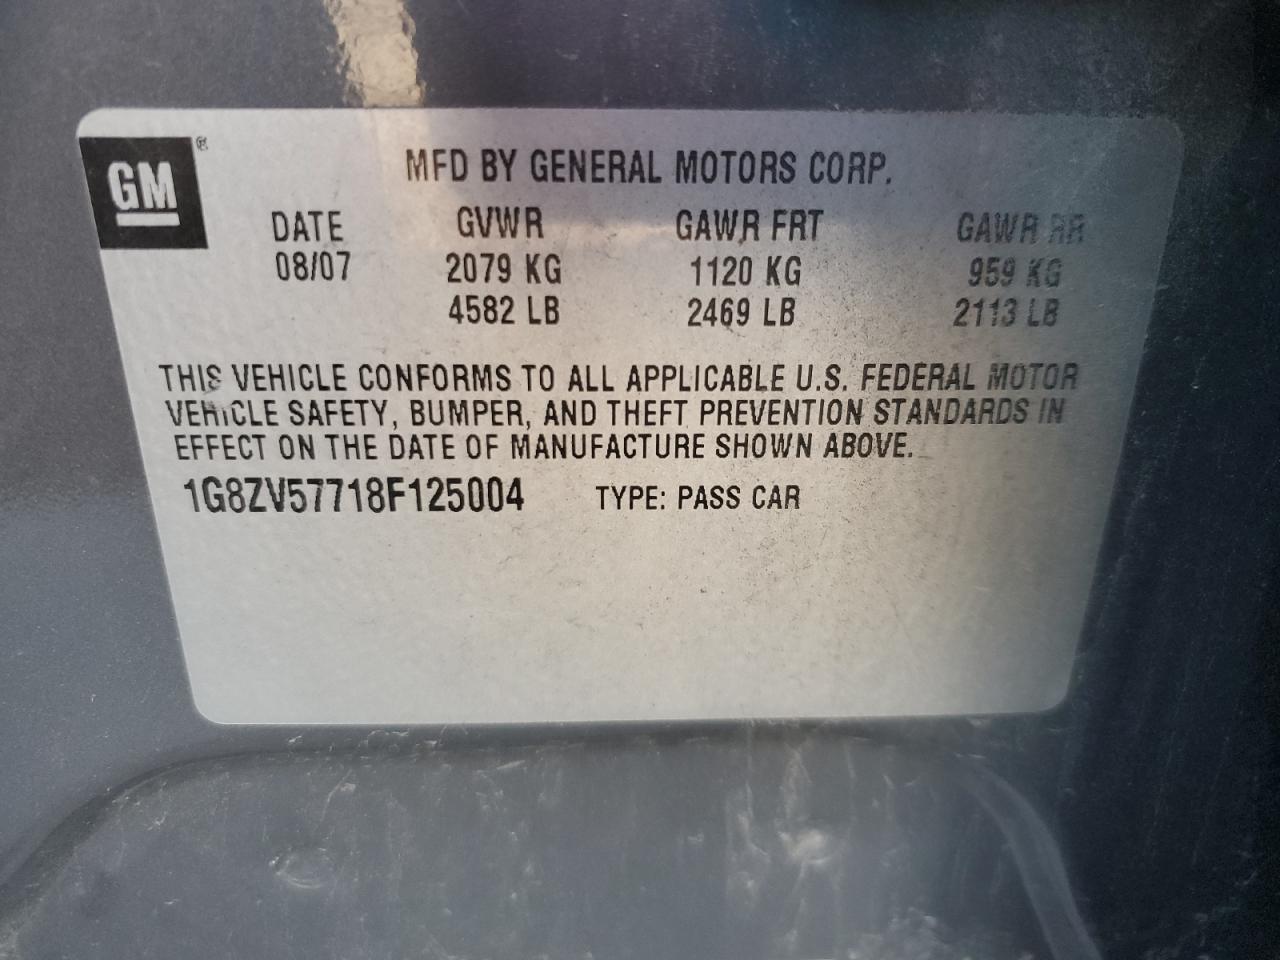 GM ®
MFD BY GENERAL MOTORS CORP.
DATE GVWR GAWR FRT GAWR RR
08/07 2079 KG 1120 KG 959 KG
4582 LB 2469 LB 2113 LB
THIS VEHICLE CONFORMS TO ALL APPLICABLE U.S. FEDERAL MOTOR
VEHICLE SAFETY, BUMPER, AND THEFT PREVENTION STANDARDS IN
EFFECT ON THE DATE OF MANUFACTURE SHOWN ABOVE.
1G8ZV57718F125004 TYPE: PASS CAR